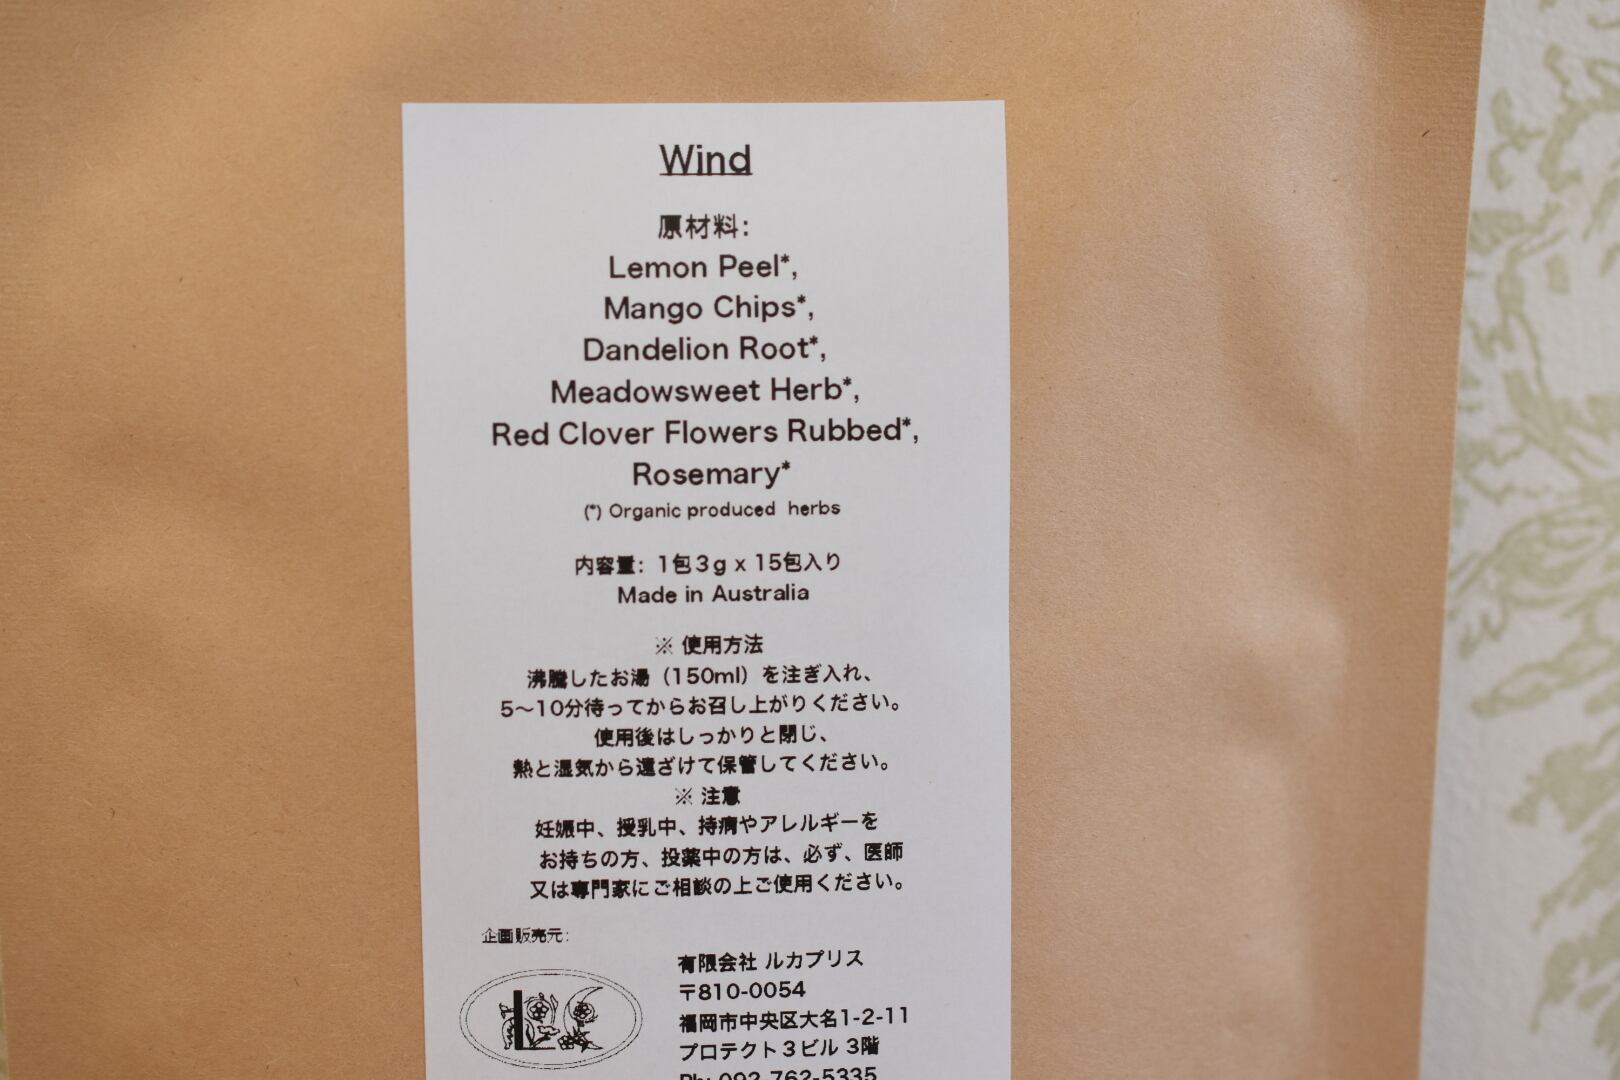 Wind
原材料:
Lemon Peel*,
Mango Chips*,
Dandelion Root*,
Meadowsweet Herb*,
Red Clover Flowers Rubbed*,
Rosemary*
(*) Organic produced herbs
内容量: 1包3g x 15包入り
Made in Australia
※ 使用方法
沸騰したお湯（150ml）を注ぎ入れ、
5〜10分待ってからお召し上がりください。
使用後はしっかりと閉じ、
熱と湿気から遠ざけて保管してください。
※ 注意
妊娠中、授乳中、持病やアレルギーを
お持ちの方、投薬中の方は、必ず、医師
又は専門家にご相談の上ご使用ください。
企画販売元:
有限会社 ルカプリス
〒810-0054
福岡市中央区大名1-2-11
プロテクト３ビル 3階
Ph: 092-762-5335